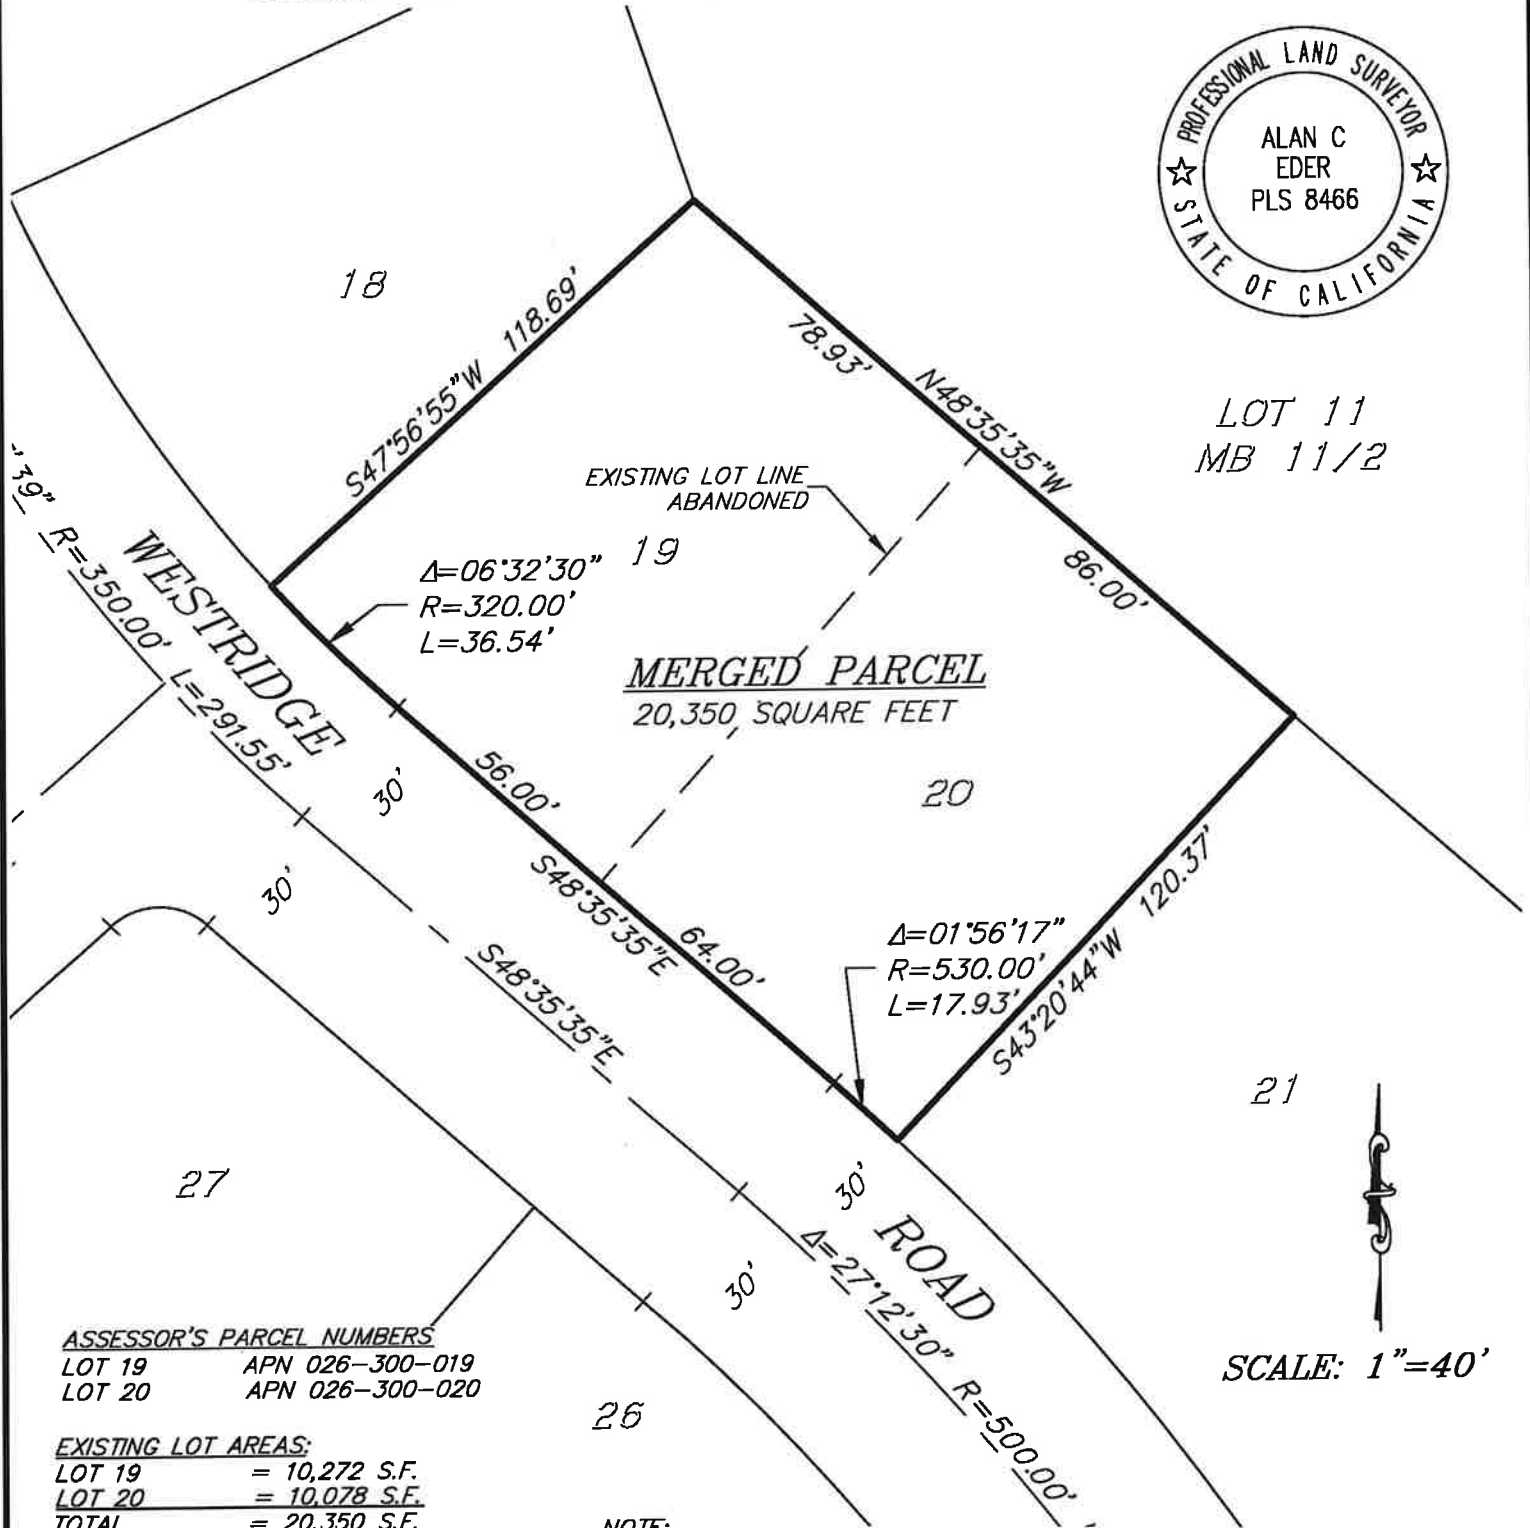 PROFESSIONAL LAND SURVEYOR
ALAN C
EDER
PLS 8466
STATE OF CALIFORNIA
18
S47°56'55"W 118.69'
78.93'
N48°35'35"W
86.00'
LOT 11
MB 11/2
EXISTING LOT LINE
ABANDONED
19
Δ=06°32'30"
R=320.00'
L=36.54'
'39" R=350.00' L=291.55'
WESTRIDGE
MERGED PARCEL
20,350 SQUARE FEET
56.00'
30'
30'
20
S48°35'35"E
64.00'
S48°35'35"E
Δ=01°56'17"
R=530.00'
L=17.93'
S43°20'44"W 120.37'
21
27
30'
30'
ROAD
Δ=27°12'30" R=500.00'
SCALE: 1"=40'
ASSESSOR'S PARCEL NUMBERS
LOT 19 APN 026-300-019
LOT 20 APN 026-300-020
26
EXISTING LOT AREAS:
LOT 19 = 10,272 S.F.
LOT 20 = 10,078 S.F.
TOTAL = 20,350 S.F.
NOTE: